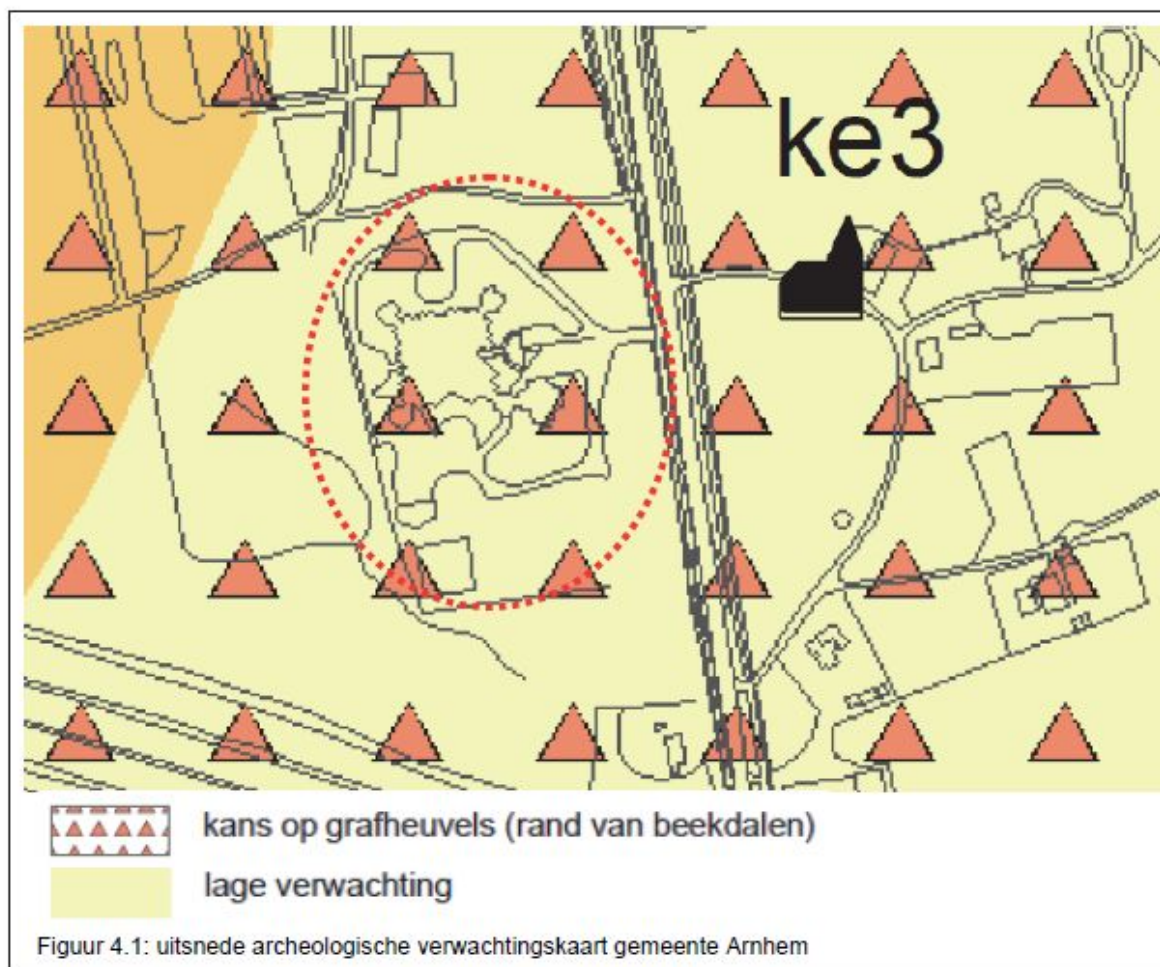 ke3
kans op grafheuvels (rand van beekdalen)
lage verwachting
Figuur 4.1: uitsnede archeologische verwachtingskaart gemeente Arnhem